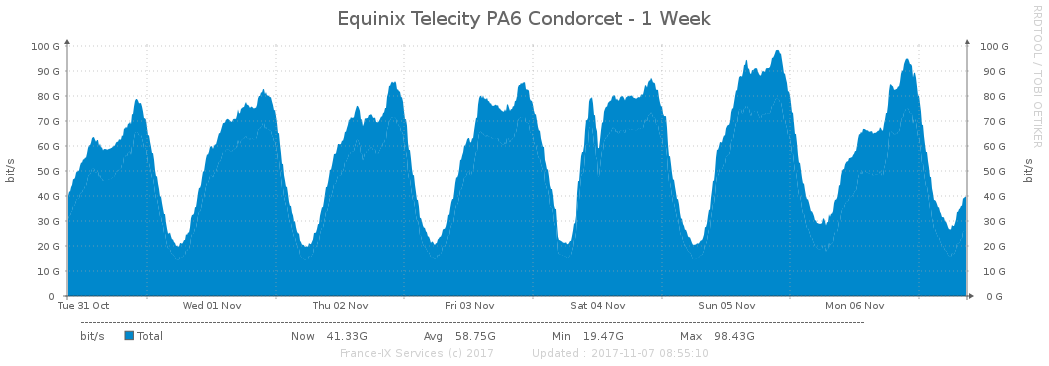 Equinix Telecity PA6 Condorcet - 1 Week
RRDTOOL / TOBI OETIKER
100 G 100 G
90 G 90 G
80 G 80 G
70 G 70 G
60 G 60 G
50 G 50 G
40 G 40 G
30 G 30 G
20 G 20 G
10 G 10 G
0 0 G
bit/s bit/s
Tue 31 Oct Wed 01 Nov Thu 02 Nov Fri 03 Nov Sat 04 Nov Sun 05 Nov Mon 06 Nov
bit/s Total Now 41.33G Avg 58.75G Min 19.47G Max 98.43G
France-IX Services (c) 2017 Updated : 2017-11-07 08:55:10